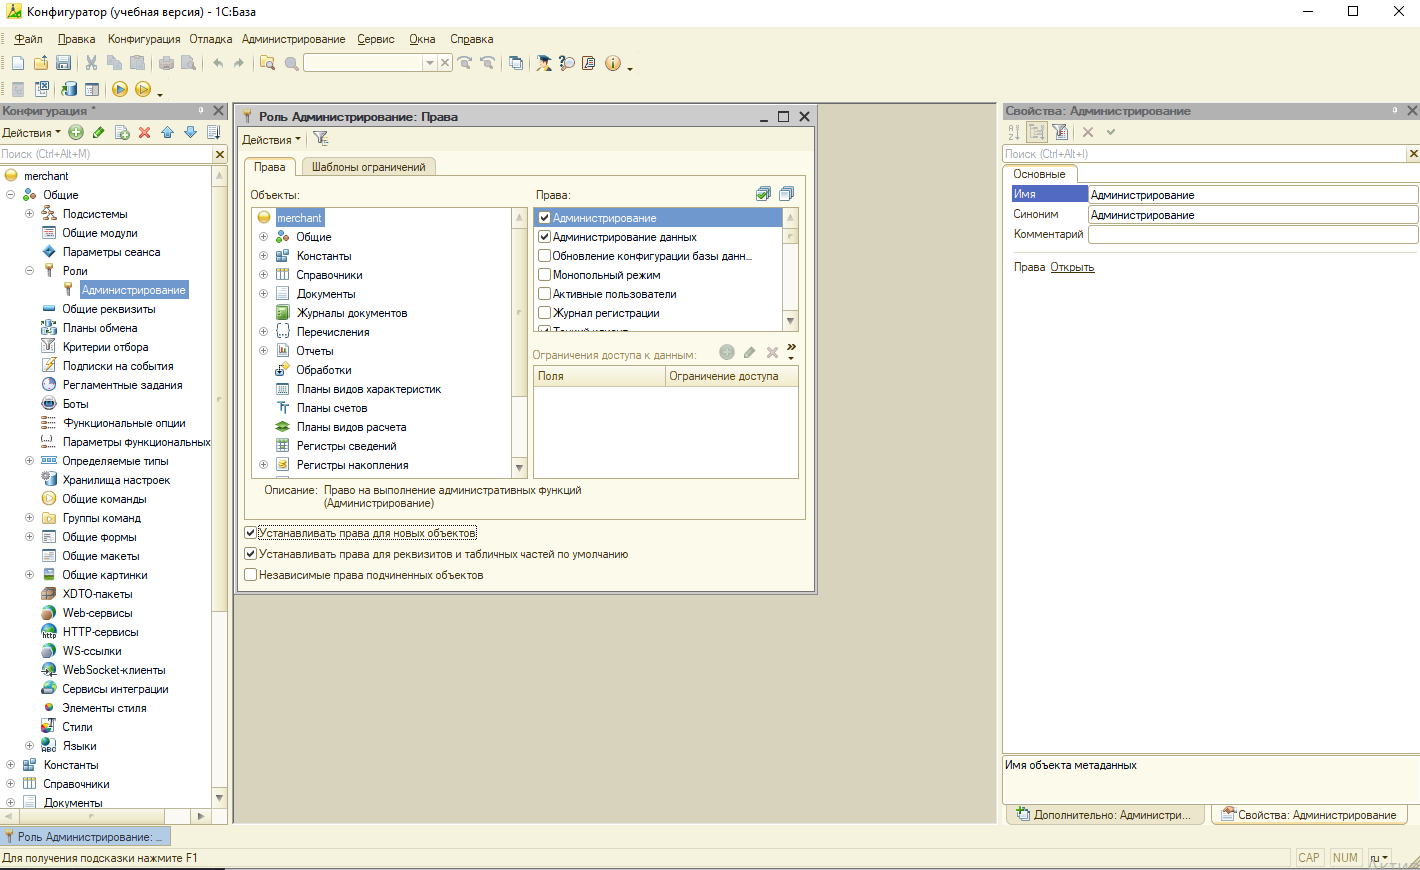 Конфигуратор (учебная версия) - 1С:База
Файл Правка Конфигурация Отладка Администрирование Сервис Окна Справка
Конфигурация *
Действия
Поиск (Ctrl+Alt+M)
merchant
Общие
Подсистемы
Общие модули
Параметры сеанса
Роли
Администрирование
Общие реквизиты
Планы обмена
Критерии отбора
Подписки на события
Регламентные задания
Боты
Функциональные опции
Параметры функциональных
Определяемые типы
Хранилища настроек
Общие команды
Группы команд
Общие формы
Общие макеты
Общие картинки
XDTO-пакеты
Web-сервисы
HTTP-сервисы
WS-ссылки
WebSocket-клиенты
Сервисы интеграции
Элементы стиля
Стили
Языки
Константы
Справочники
Документы
Роль Администрирование: Права
Действия
Права Шаблоны ограничений
Объекты:
merchant
Общие
Константы
Справочники
Документы
Журналы документов
Перечисления
Отчеты
Обработки
Планы видов характеристик
Планы счетов
Планы видов расчета
Регистры сведений
Регистры накопления
Права:
Администрирование
Администрирование данных
Обновление конфигурации базы данн...
Монопольный режим
Активные пользователи
Журнал регистрации
Тонкий клиент
Ограничения доступа к данным:
Поля Ограничение доступа
Описание: Право на выполнение административных функций
(Администрирование)
Устанавливать права для новых объектов
Устанавливать права для реквизитов и табличных частей по умолчанию
Независимые права подчиненных объектов
Свойства: Администрирование
Поиск (Ctrl+Alt+I)
Основные
Имя Администрирование
Синоним Администрирование
Комментарий
Права Открыть
Имя объекта метаданных
Дополнительно: Администри... Свойства: Администрирование
Роль Администрирование: ...
Для получения подсказки нажмите F1
CAP NUM ru